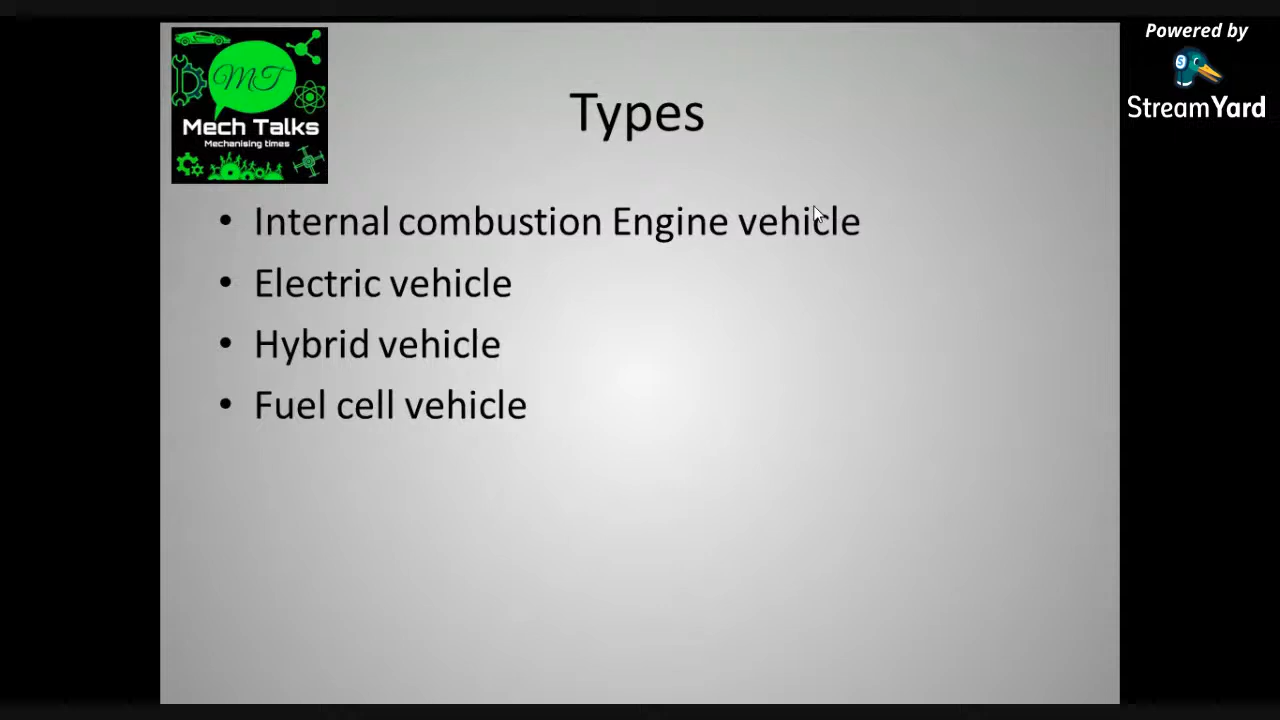 Powered by
StreamYard
MT
Mech Talks
Mechanising times
Types
• Internal combustion Engine vehicle
• Electric vehicle
• Hybrid vehicle
• Fuel cell vehicle